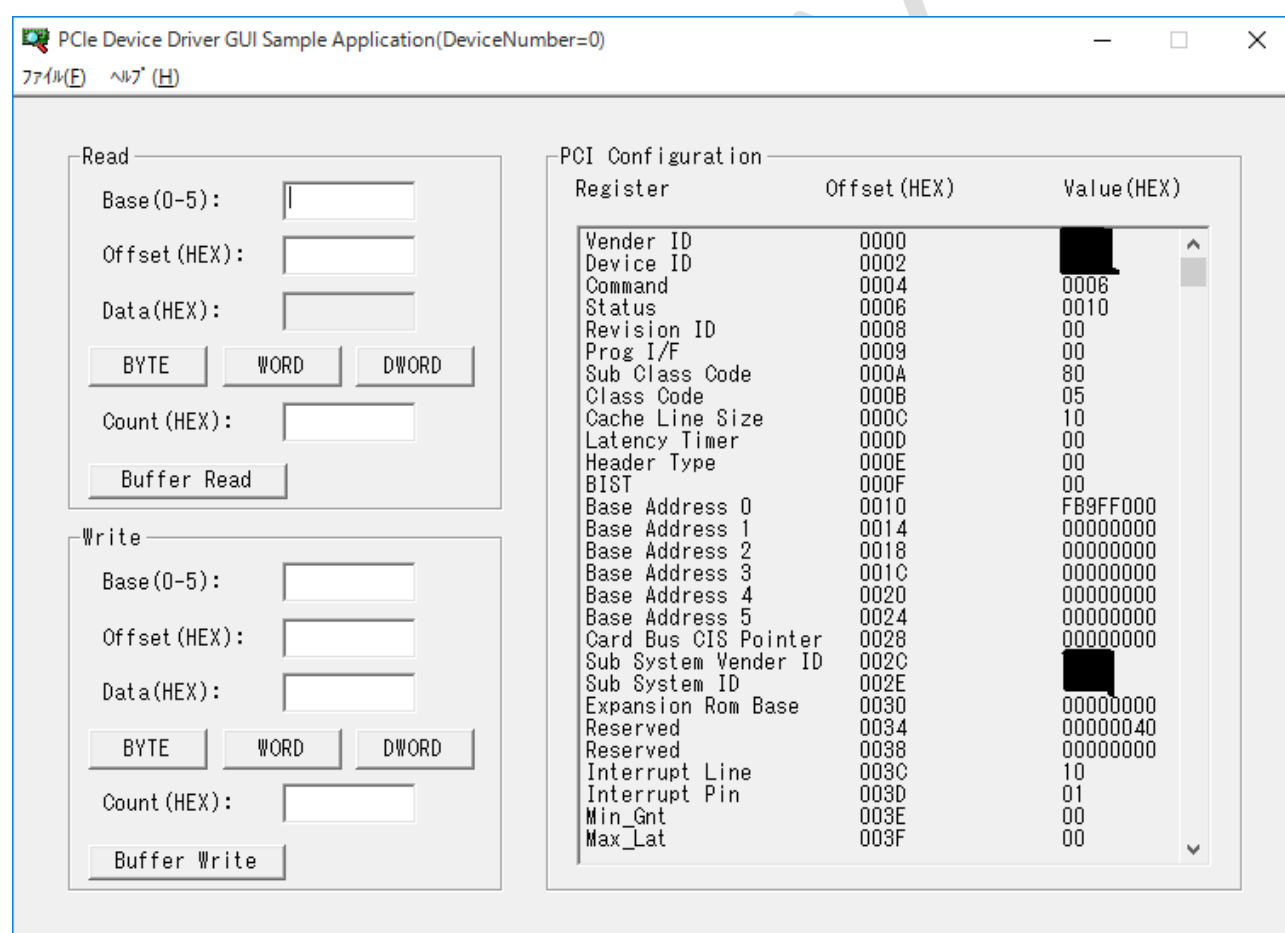 PCIe Device Driver GUI Sample Application(DeviceNumber=0)
ﾌｧｲﾙ(F) ﾍﾙﾌﾟ(H)
Read
Base(0-5):
Offset(HEX):
Data(HEX):
BYTE WORD DWORD
Count(HEX):
Buffer Read
Write
Base(0-5):
Offset(HEX):
Data(HEX):
BYTE WORD DWORD
Count(HEX):
Buffer Write
PCI Configuration
Register Offset(HEX) Value(HEX)
Vender ID 0000
Device ID 0002
Command 0004 0006
Status 0006 0010
Revision ID 0008 00
Prog I/F 0009 00
Sub Class Code 000A 80
Class Code 000B 05
Cache Line Size 000C 10
Latency Timer 000D 00
Header Type 000E 00
BIST 000F 00
Base Address 0 0010 FB9FF000
Base Address 1 0014 00000000
Base Address 2 0018 00000000
Base Address 3 001C 00000000
Base Address 4 0020 00000000
Base Address 5 0024 00000000
Card Bus CIS Pointer 0028 00000000
Sub System Vender ID 002C
Sub System ID 002E
Expansion Rom Base 0030 00000000
Reserved 0034 00000040
Reserved 0038 00000000
Interrupt Line 003C 10
Interrupt Pin 003D 01
Min_Gnt 003E 00
Max_Lat 003F 00